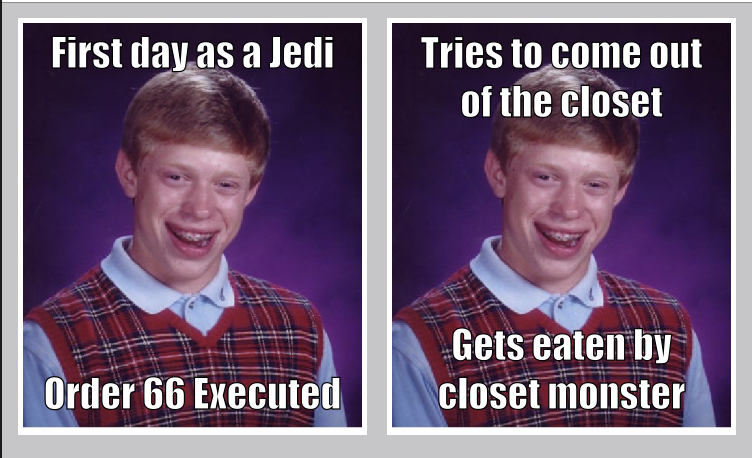 First day as a Jedi
Order 66 Executed
Tries to come out
of the closet
Gets eaten by
closet monster